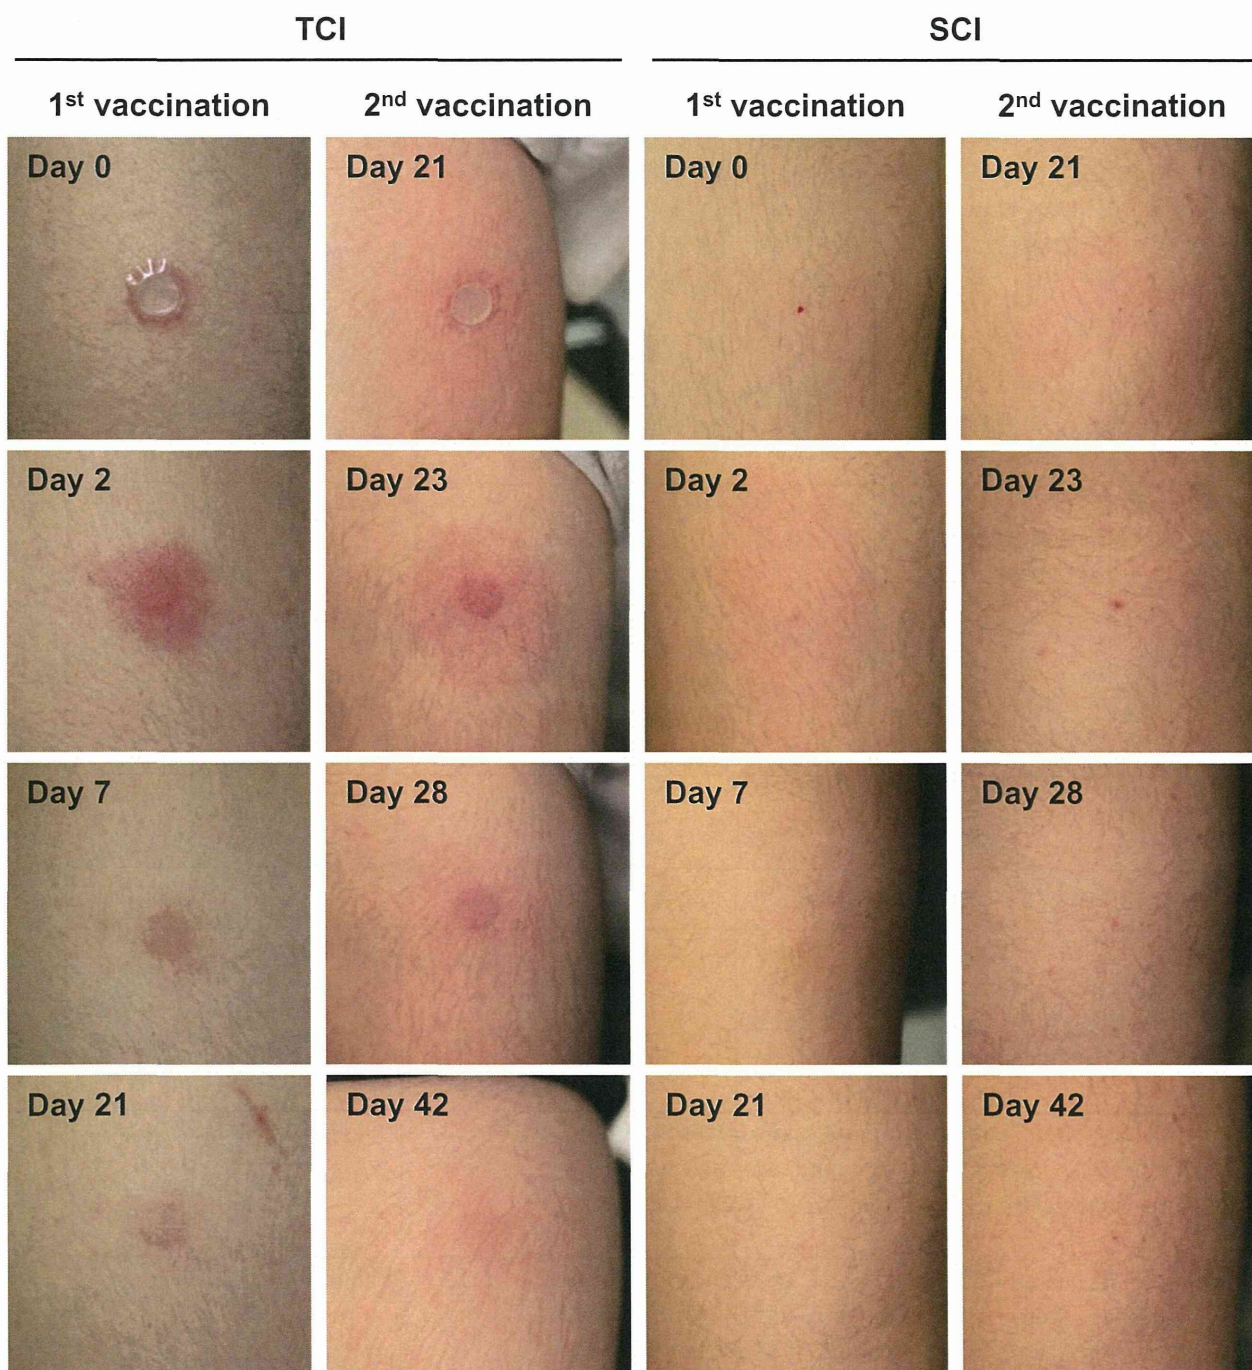 TCI SCI
1st vaccination 2nd vaccination 1st vaccination 2nd vaccination
Day 0 Day 21 Day 0 Day 21
Day 2 Day 23 Day 2 Day 23
Day 7 Day 28 Day 7 Day 28
Day 21 Day 42 Day 21 Day 42